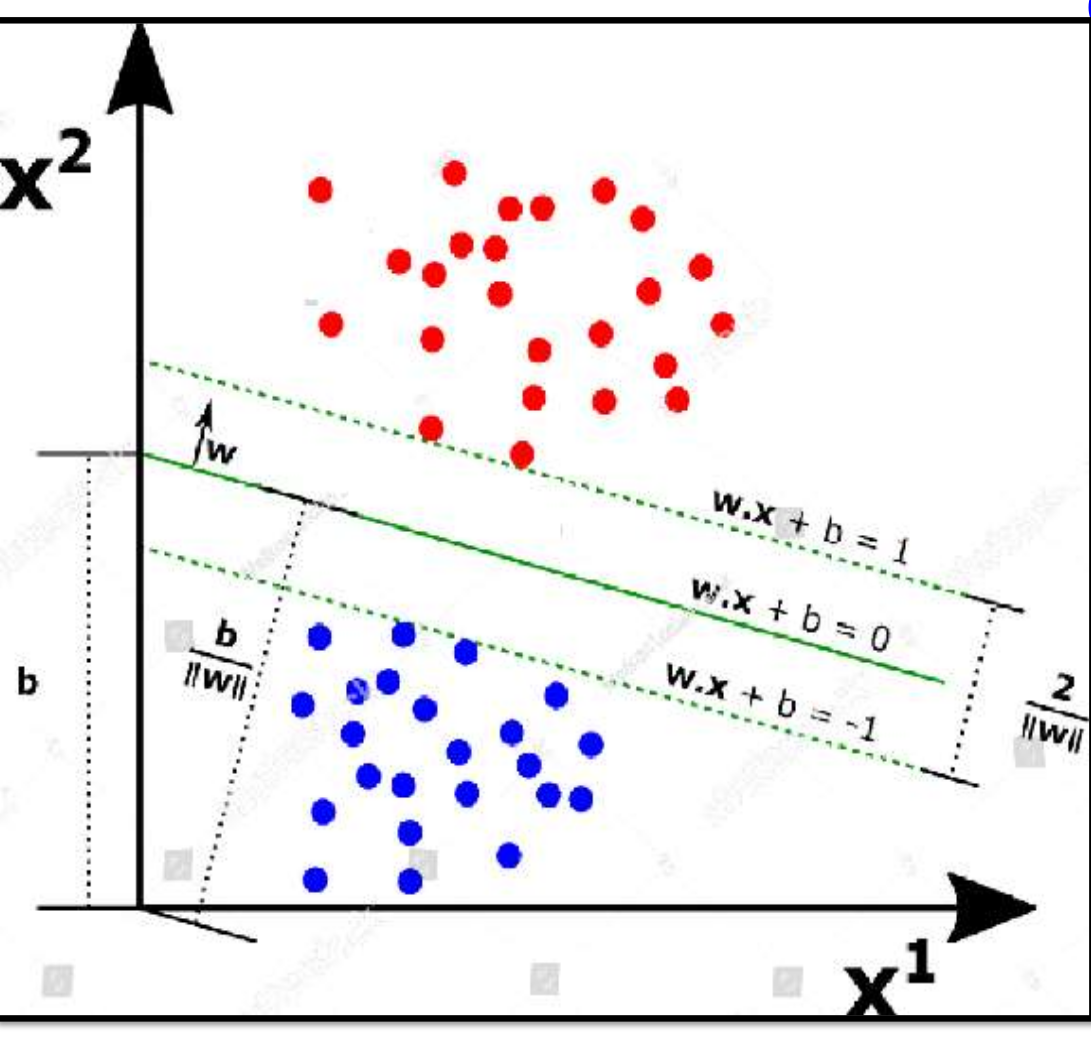 x²
w
w.x + b = 1
w.x + b = 0
w.x + b = -1
b
b
||w||
2
||w||
x¹